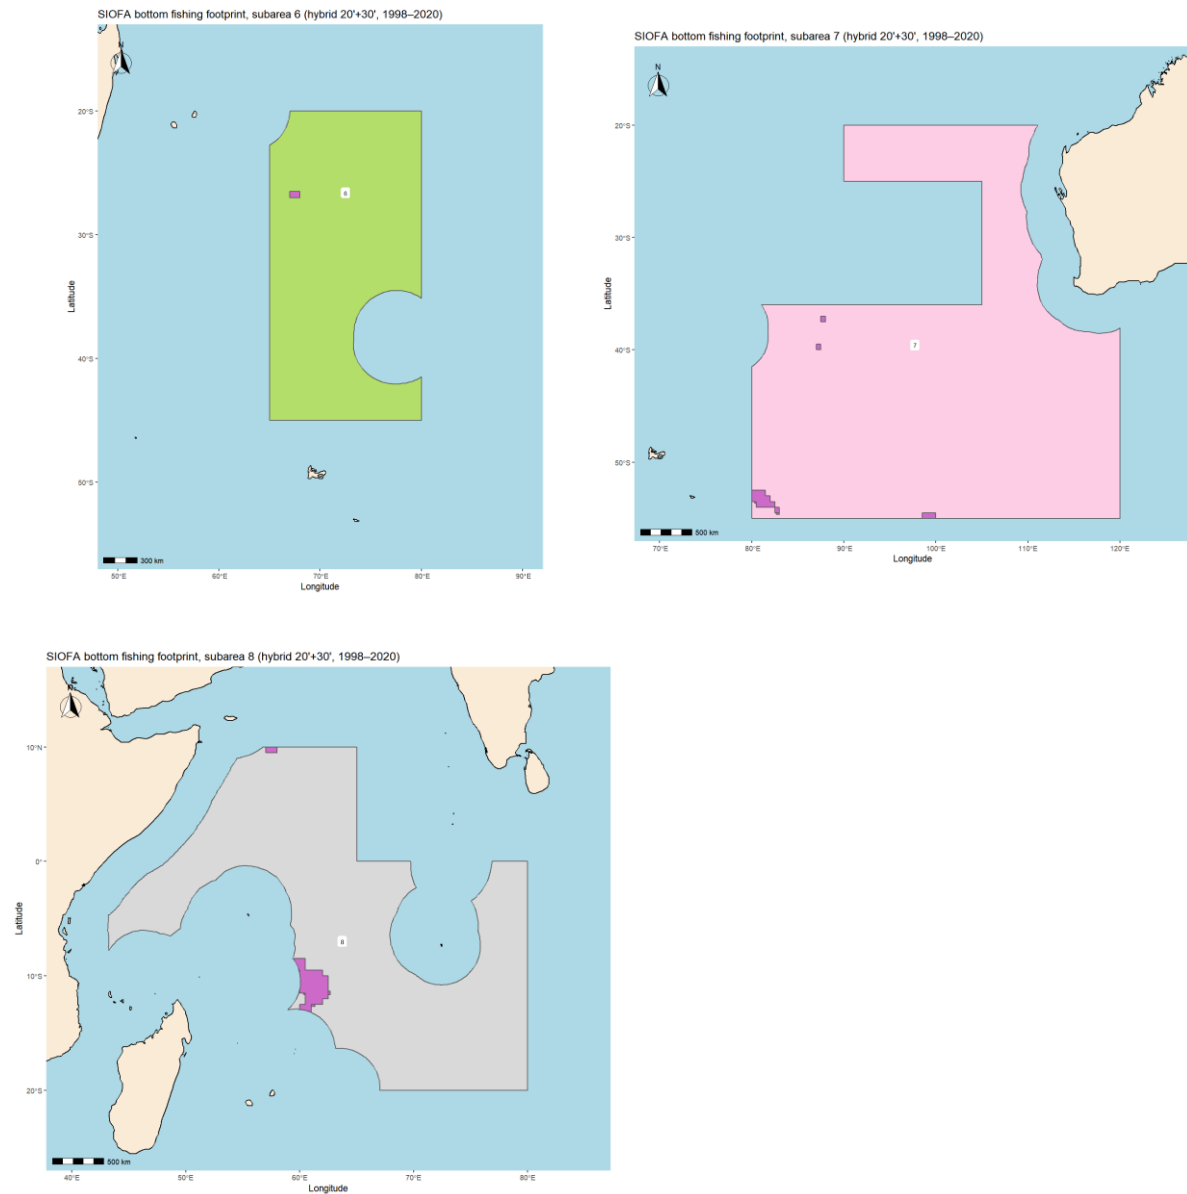 SIOFA bottom fishing footprint, subarea 6 (hybrid 20'+30', 1998–2020)
N
20°S
30°S
40°S
50°S
Latitude
6
300 km
50°E
60°E
70°E
80°E
90°E
Longitude
SIOFA bottom fishing footprint, subarea 7 (hybrid 20'+30', 1998–2020)
N
20°S
30°S
40°S
50°S
Latitude
7
500 km
70°E
80°E
90°E
100°E
110°E
120°E
Longitude
SIOFA bottom fishing footprint, subarea 8 (hybrid 20'+30', 1998–2020)
N
10°N
0°
10°S
20°S
Latitude
8
500 km
40°E
50°E
60°E
70°E
80°E
Longitude